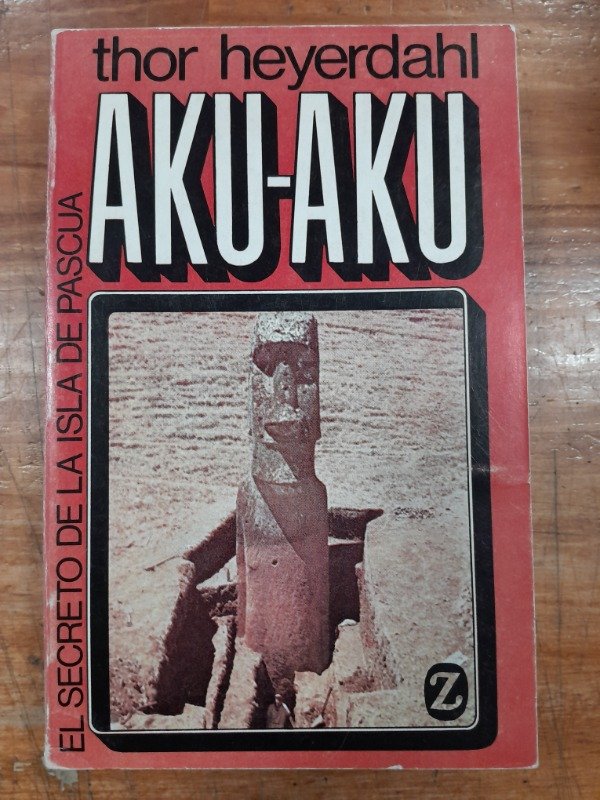 thor heyerdahl
AKU-AKU
EL SECRETO DE LA ISLA DE PASCUA
Z